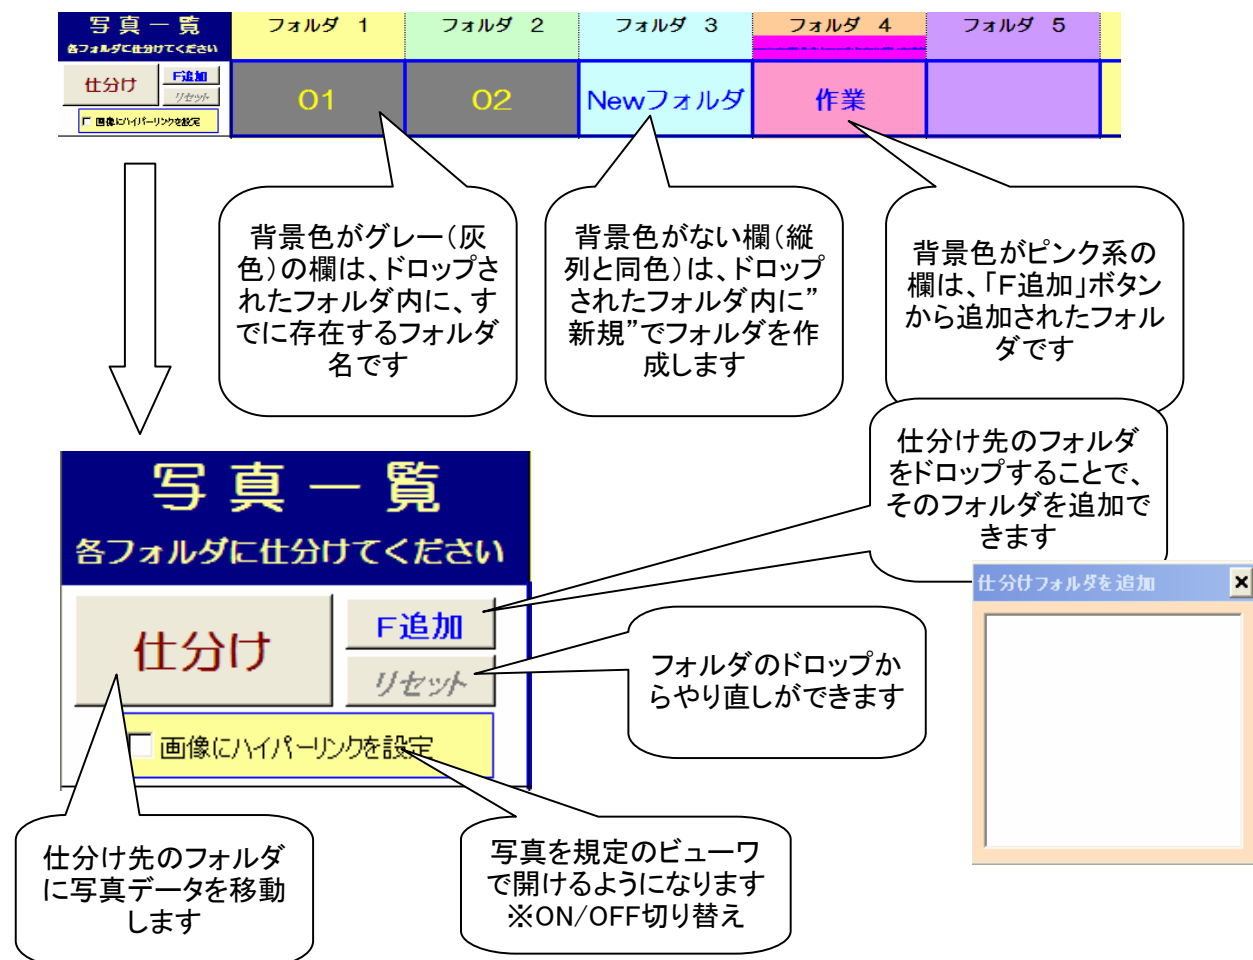 写 真 一 覧
各フォルダに仕分けてください
フォルダ 1
フォルダ 2
フォルダ 3
フォルダ 4
フォルダ 5
仕分け
F追加
リセット
画像にハイパーリンクを設定
01
02
Newフォルダ
作業
背景色がグレー(灰
色)の欄は、ドロップさ
れたフォルダ内に、す
でに存在するフォルダ
名です
背景色がない欄(縦
列と同色)は、ドロップ
されたフォルダ内に”
新規”でフォルダを作
成します
背景色がピンク系の
欄は、「F追加」ボタン
から追加されたフォル
ダです
仕分け先のフォルダ
をドロップすることで、
そのフォルダを追加で
きます
写 真 一 覧
各フォルダに仕分けてください
仕分け
F追加
リセット
画像にハイパーリンクを設定
フォルダのドロップか
らやり直しができます
仕分けフォルダを追加
仕分け先のフォルダ
に写真データを移動
します
写真を規定のビューワ
で開けるようになります
※ON/OFF切り替え